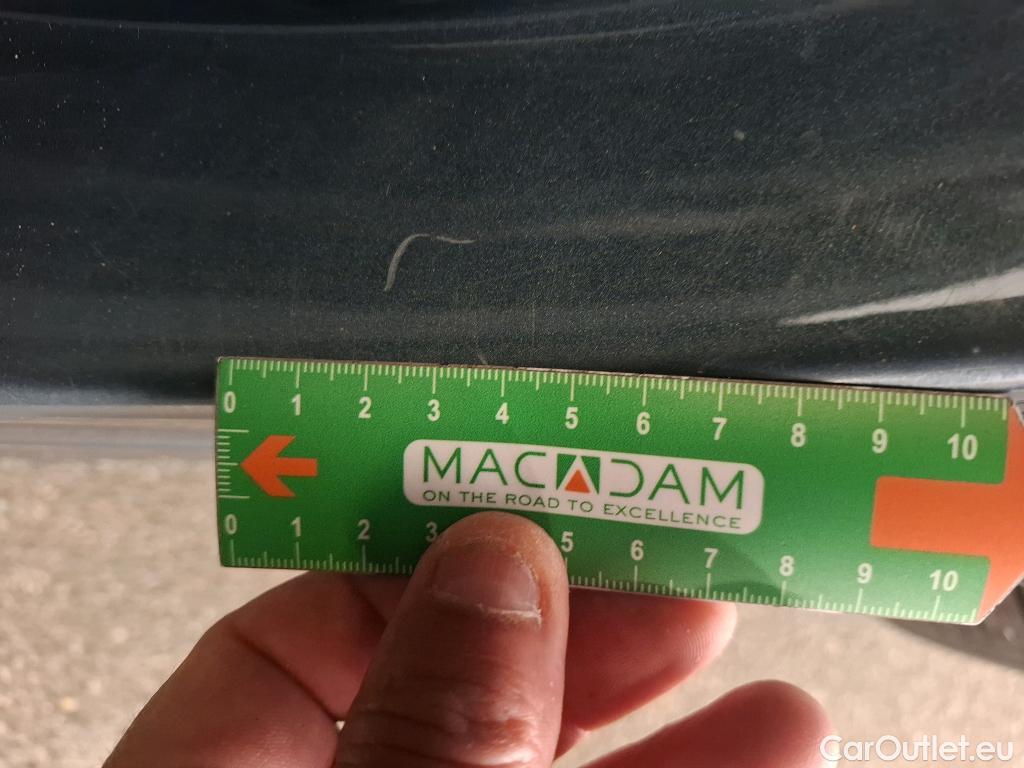 0 1 2 3 4 5 6 7 8 9 10
MACADAM
ON THE ROAD TO EXCELLENCE
0 1 2 3 5 6 7 8 9 10
CarOutlet.eu